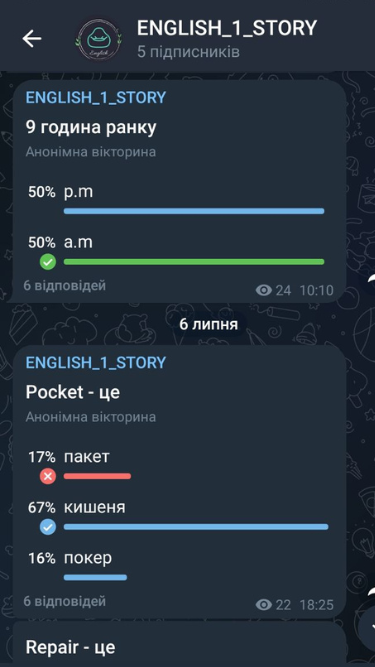 ENGLISH_1_STORY
5 підписників
ENGLISH_1_STORY
9 година ранку
Анонімна вікторина
50% p.m
50% a.m
6 відповідей 24 10:10
6 липня
ENGLISH_1_STORY
Pocket - це
Анонімна вікторина
17% пакет
67% кишеня
16% покер
6 відповідей 22 18:25
Repair - це